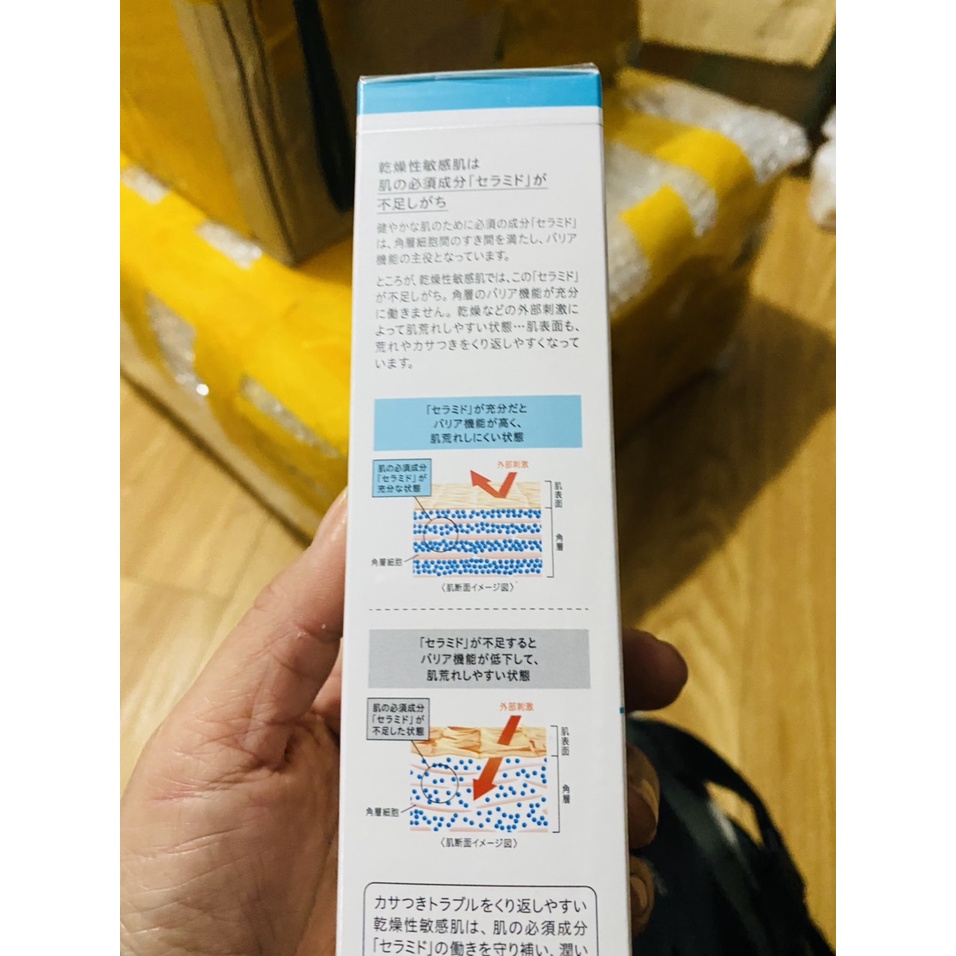 乾燥性敏感肌は
肌の必須成分「セラミド」が
不足しがち
健やかな肌のために必須の成分「セラミド」
は、角層細胞間のすき間を満たし、バリア
機能の主役となっています。
ところが、乾燥性敏感肌では、この「セラミド」
が不足しがち。角層のバリア機能が充分
に働きません。乾燥などの外部刺激に
よって肌荒れしやすい状態…肌表面も、
荒れやカサつきをくり返しやすくなって
います。
「セラミド」が充分だと
バリア機能が高く、
肌荒れしにくい状態
肌の必須成分
「セラミド」が
充分な状態
外部刺激
肌表面
角層
角層細胞
〈肌断面イメージ図〉
「セラミド」が不足すると
バリア機能が低下して、
肌荒れしやすい状態
肌の必須成分
「セラミド」が
不足した状態
外部刺激
肌表面
角層
角層細胞
〈肌断面イメージ図〉
カサつきトラブルをくり返しやすい
乾燥性敏感肌は、肌の必須成分
「セラミド」の働きを守り補い、潤い